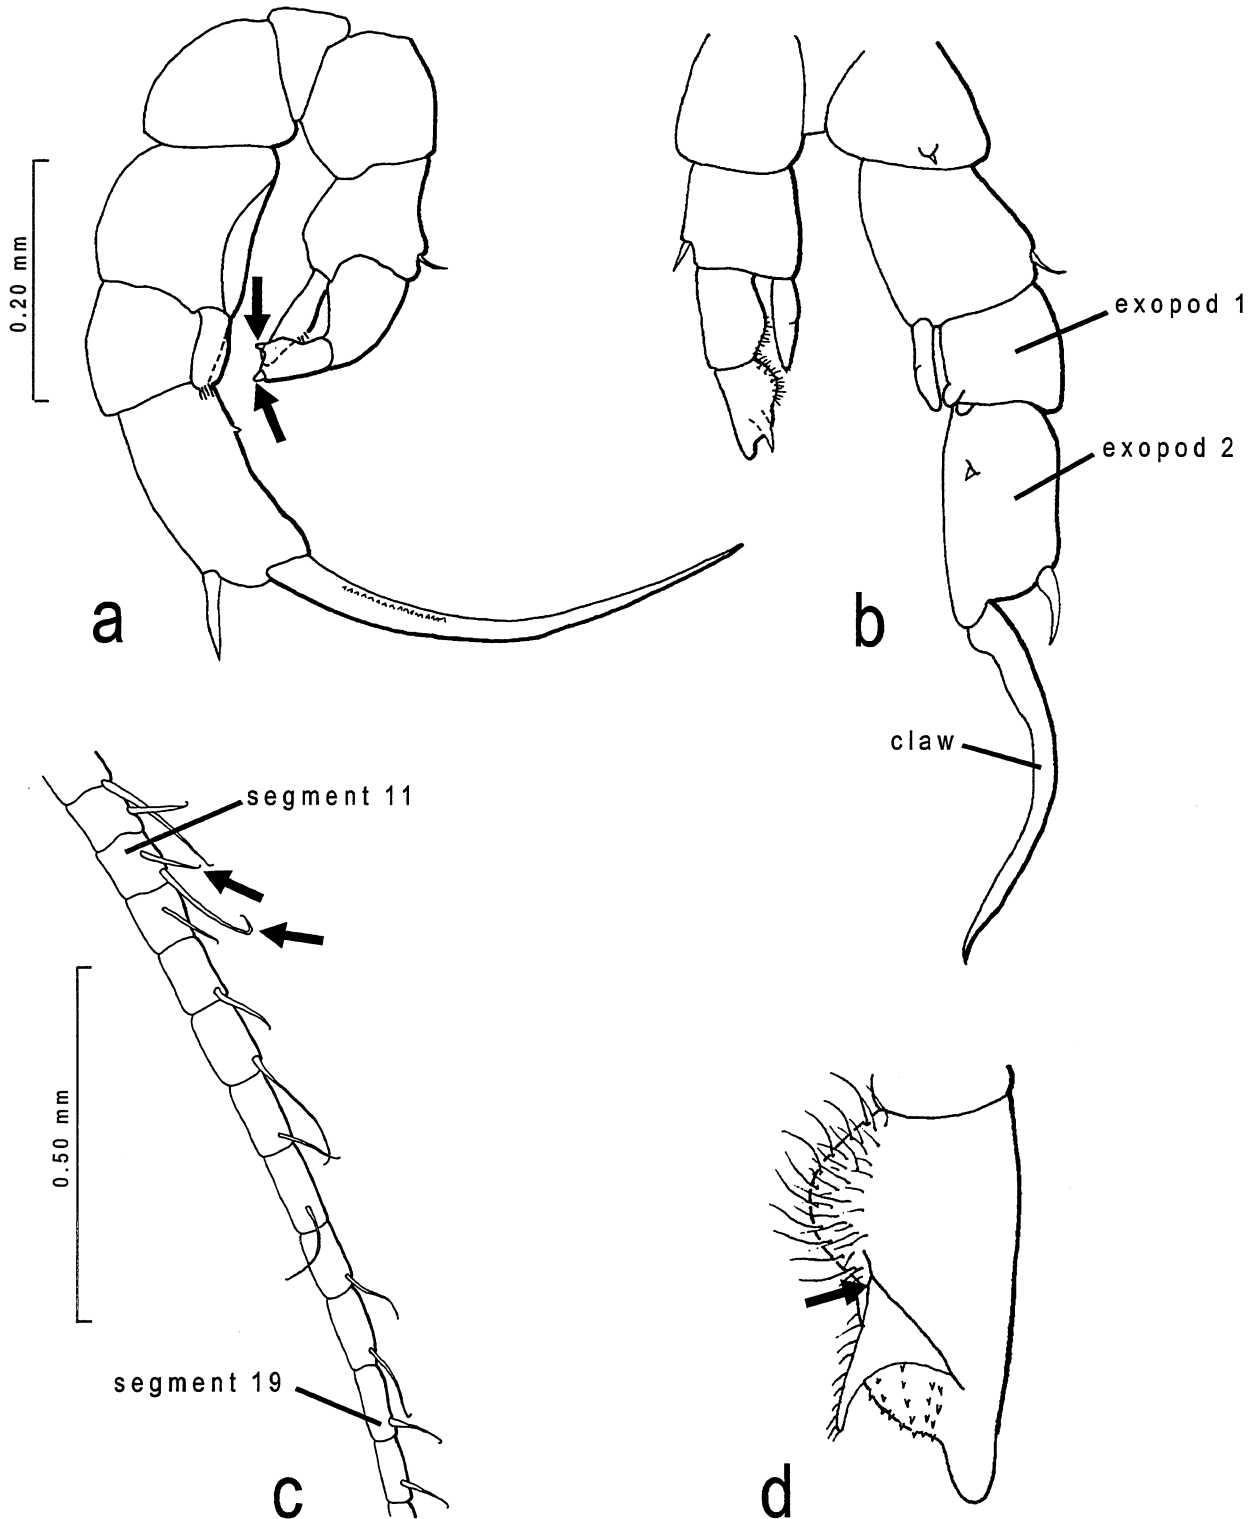 0.20 mm
exopod 1
exopod 2
a
b
claw
segment 11
0.50 mm
segment 19
c
d